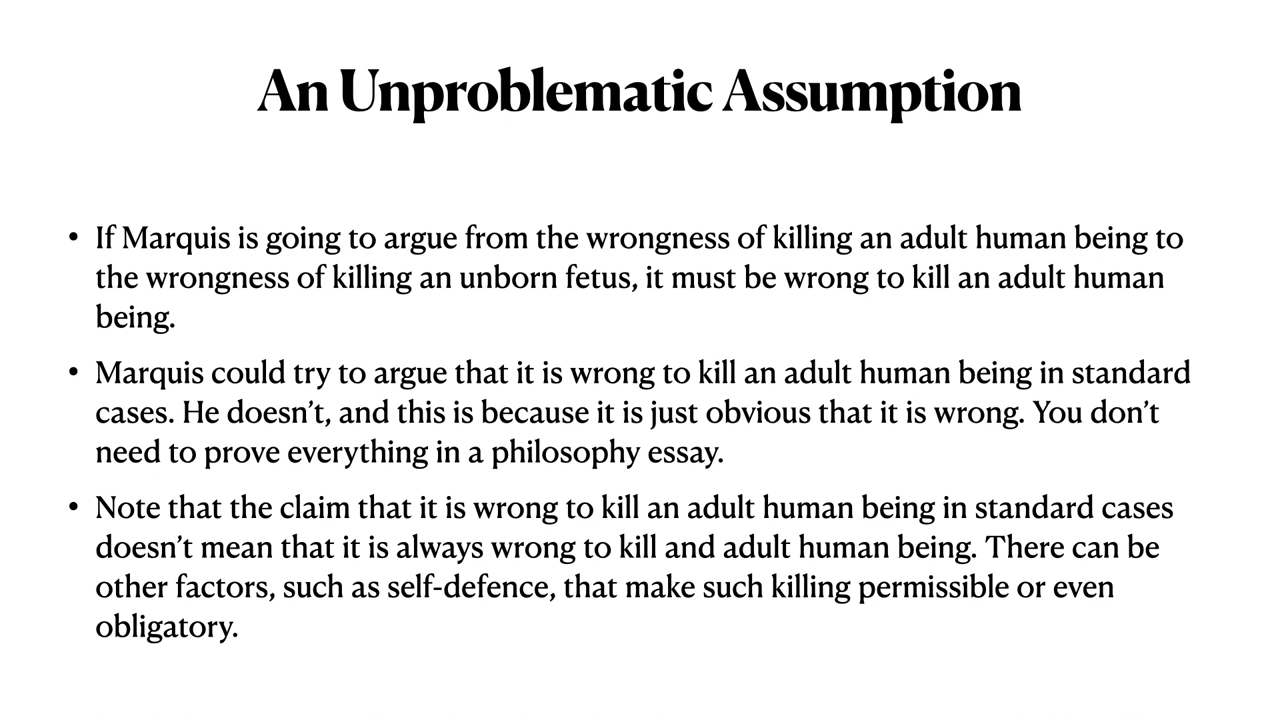 An Unproblematic Assumption
• If Marquis is going to argue from the wrongness of killing an adult human being to
the wrongness of killing an unborn fetus, it must be wrong to kill an adult human
being.
• Marquis could try to argue that it is wrong to kill an adult human being in standard
cases. He doesn’t, and this is because it is just obvious that it is wrong. You don’t
need to prove everything in a philosophy essay.
• Note that the claim that it is wrong to kill an adult human being in standard cases
doesn’t mean that it is always wrong to kill and adult human being. There can be
other factors, such as self-defence, that make such killing permissible or even
obligatory.